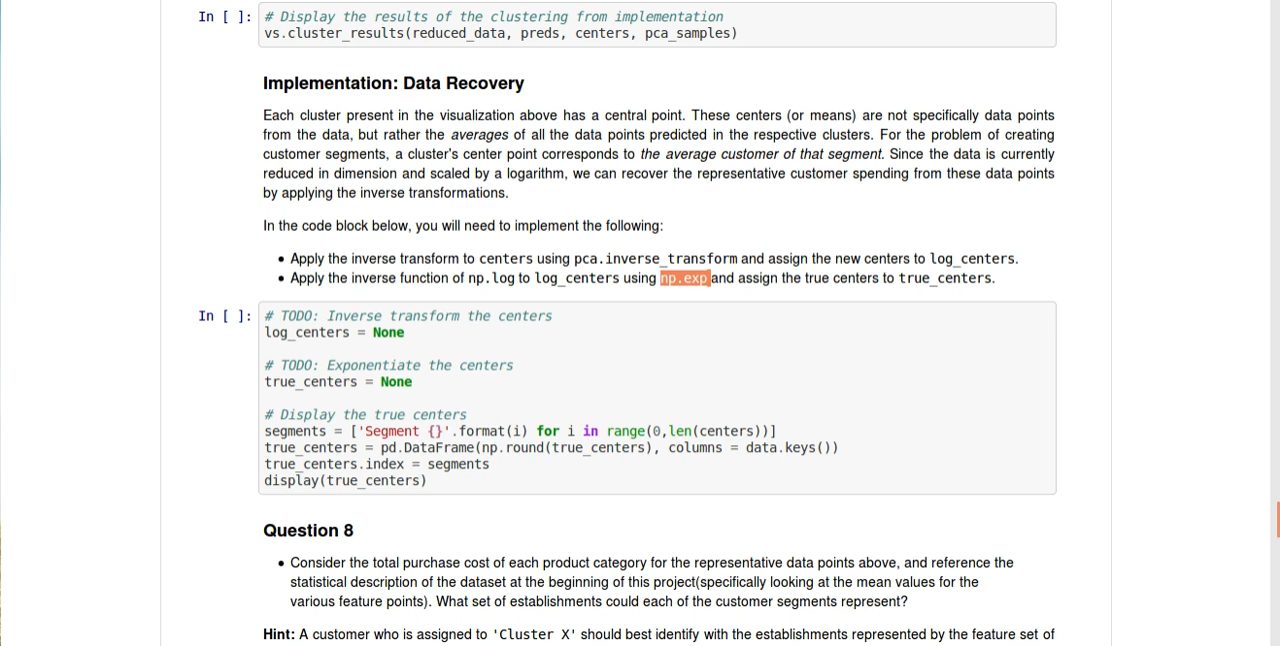 In [ ]: # Display the results of the clustering from implementation
vs.cluster_results(reduced_data, preds, centers, pca_samples)
Implementation: Data Recovery
Each cluster present in the visualization above has a central point. These centers (or means) are not specifically data points
from the data, but rather the averages of all the data points predicted in the respective clusters. For the problem of creating
customer segments, a cluster's center point corresponds to the average customer of that segment. Since the data is currently
reduced in dimension and scaled by a logarithm, we can recover the representative customer spending from these data points
by applying the inverse transformations.
In the code block below, you will need to implement the following:
• Apply the inverse transform to centers using pca.inverse_transform and assign the new centers to log_centers.
• Apply the inverse function of np.log to log_centers using np.exp and assign the true centers to true_centers.
In [ ]: # TODO: Inverse transform the centers
log_centers = None
# TODO: Exponentiate the centers
true_centers = None
# Display the true centers
segments = ['Segment {}'.format(i) for i in range(0,len(centers))]
true_centers = pd.DataFrame(np.round(true_centers), columns = data.keys())
true_centers.index = segments
display(true_centers)
Question 8
• Consider the total purchase cost of each product category for the representative data points above, and reference the
statistical description of the dataset at the beginning of this project(specifically looking at the mean values for the
various feature points). What set of establishments could each of the customer segments represent?
Hint: A customer who is assigned to 'Cluster X' should best identify with the establishments represented by the feature set of